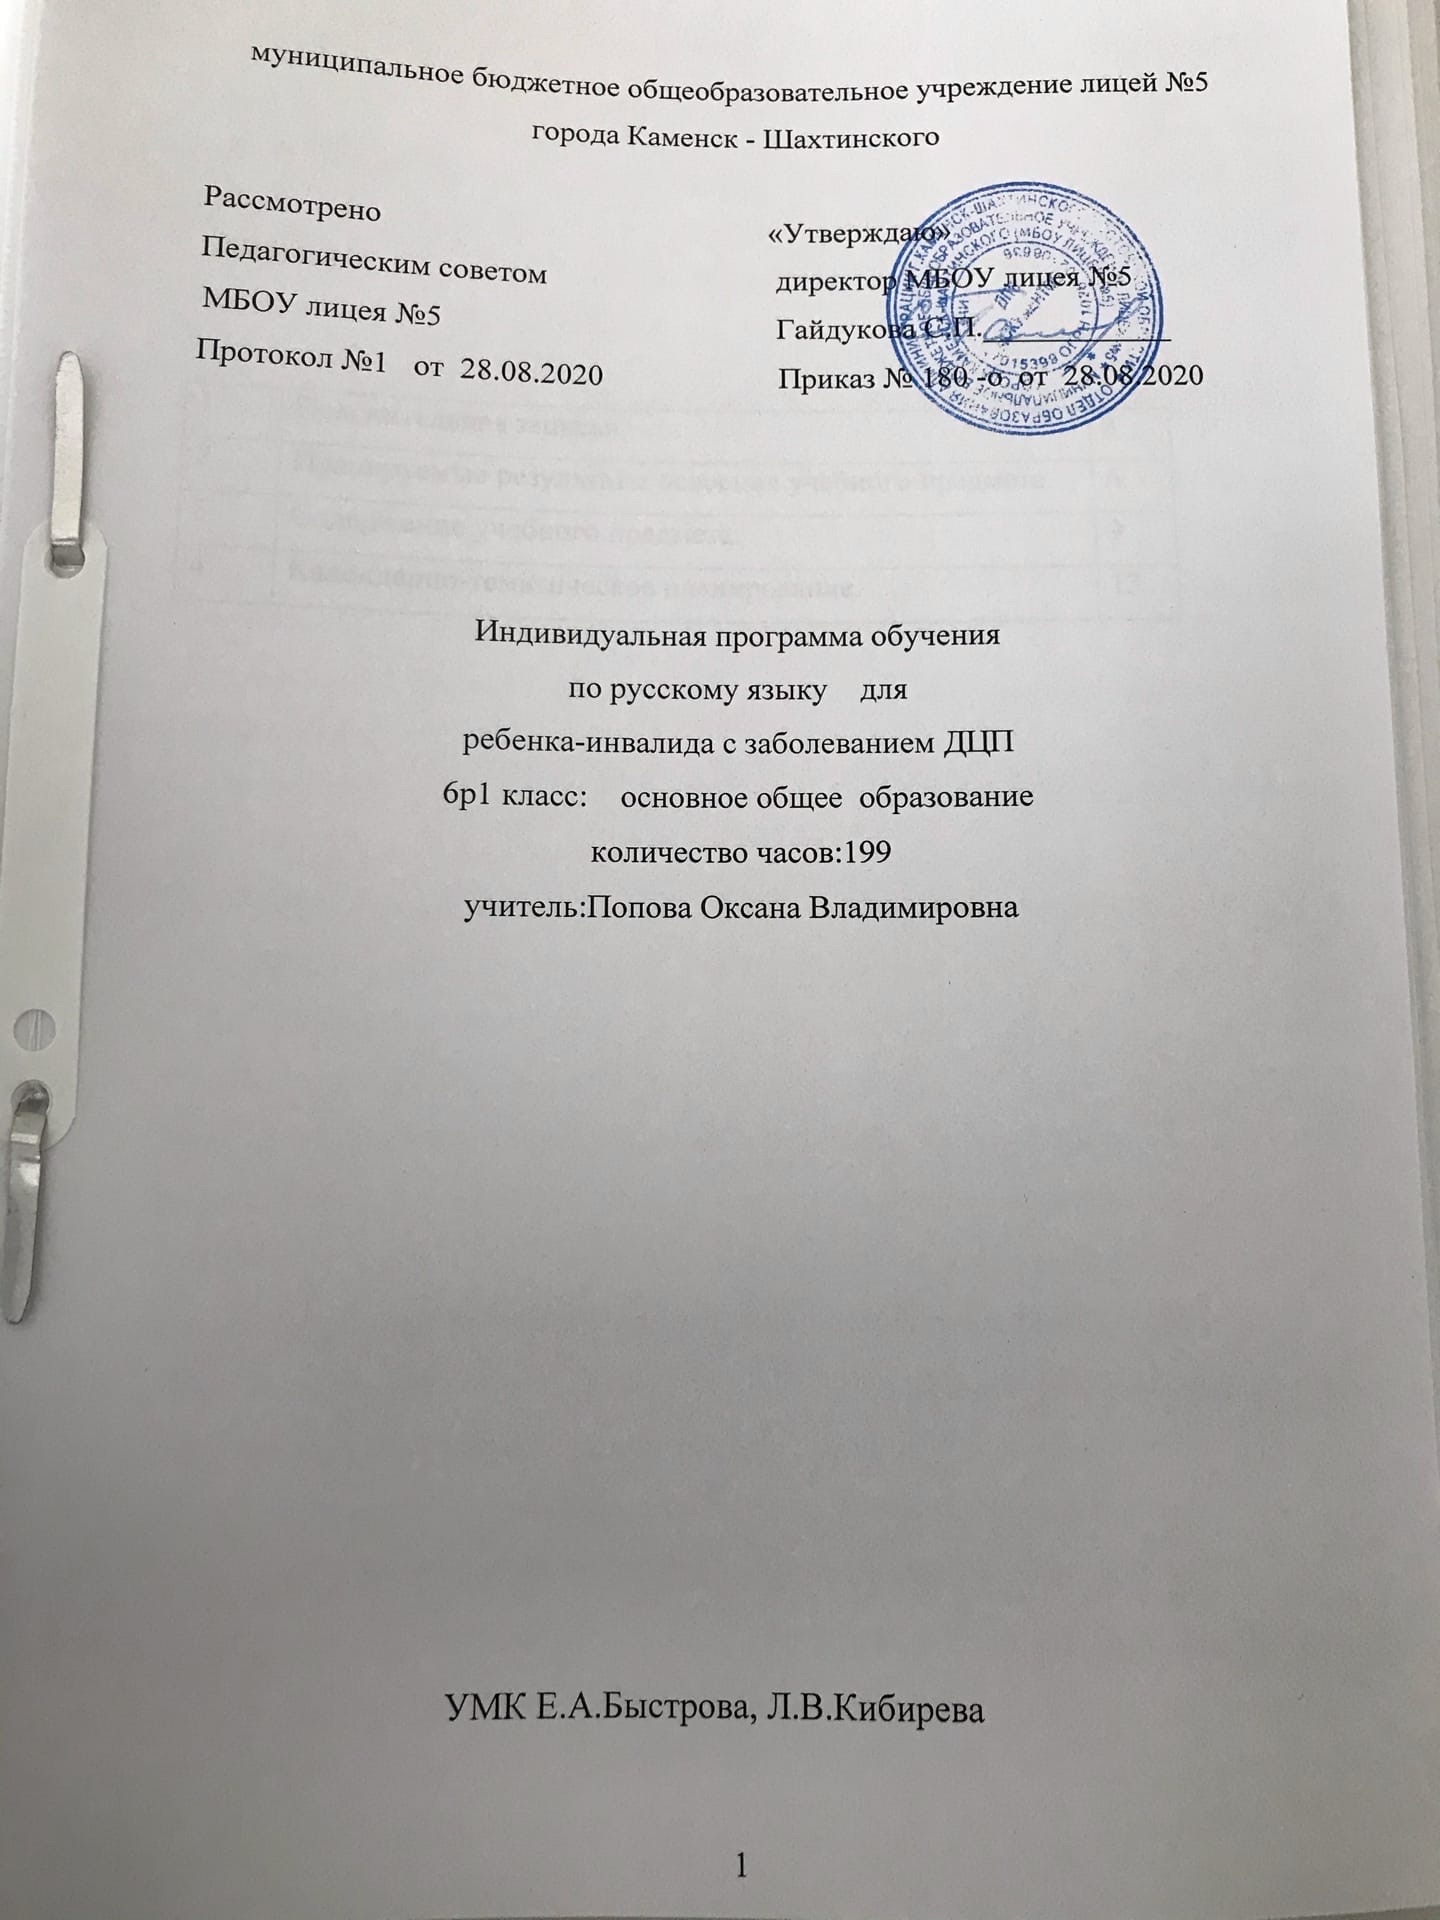 муниципальное бюджетное общеобразовательное учреждение лицей №5
города Каменск - Шахтинского
Рассмотрено
Педагогическим советом
МБОУ лицея №5
Протокол №1 от 28.08.2020
«Утверждаю»
директор МБОУ лицея №5
Гайдукова С.П.
Приказ № 180 -о от 28.08.2020
Индивидуальная программа обучения
по русскому языку для
ребенка-инвалида с заболеванием ДЦП
6р1 класс: основное общее образование
количество часов:199
учитель:Попова Оксана Владимировна
УМК Е.А.Быстрова, Л.В.Кибирева
1